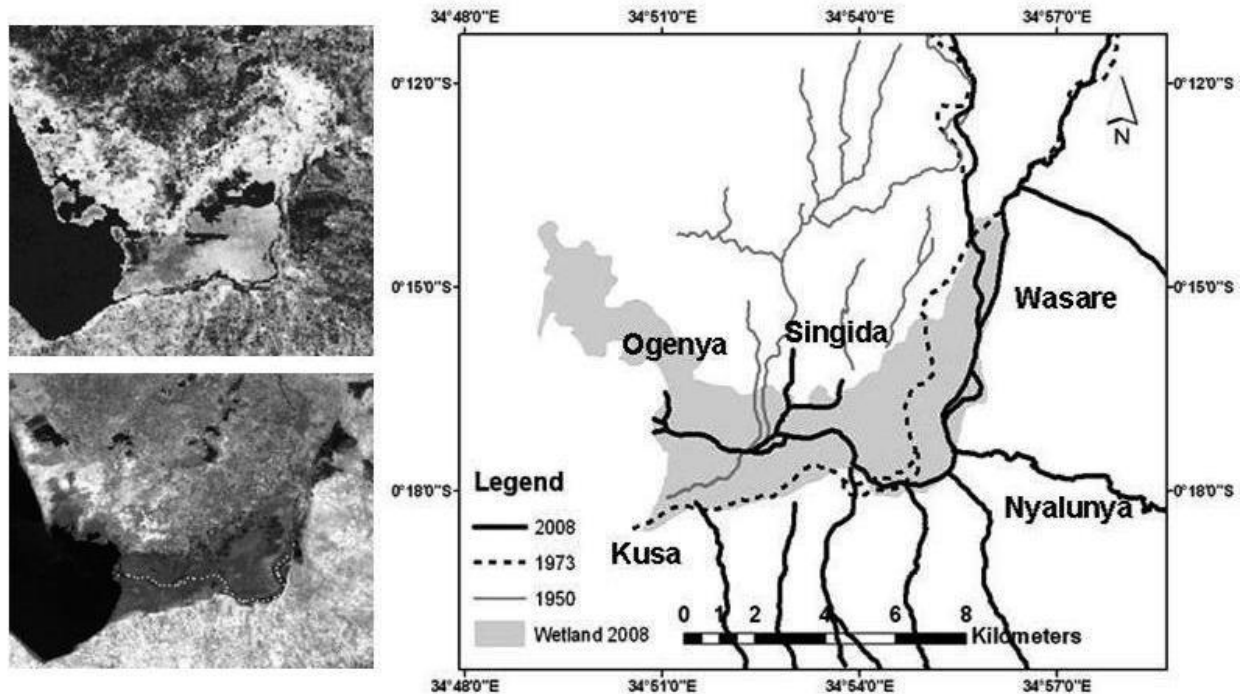 34°48'0"E 34°51'0"E 34°54'0"E 34°57'0"E
0°12'0"S 0°12'0"S
N
0°15'0"S 0°15'0"S
Wasare
Ogenya Singida
0°18'0"S 0°18'0"S
Nyalunya
Kusa
Legend
2008
1973
1950
Wetland 2008
0 1 2 4 6 8
Kilometers
34°48'0"E 34°51'0"E 34°54'0"E 34°57'0"E